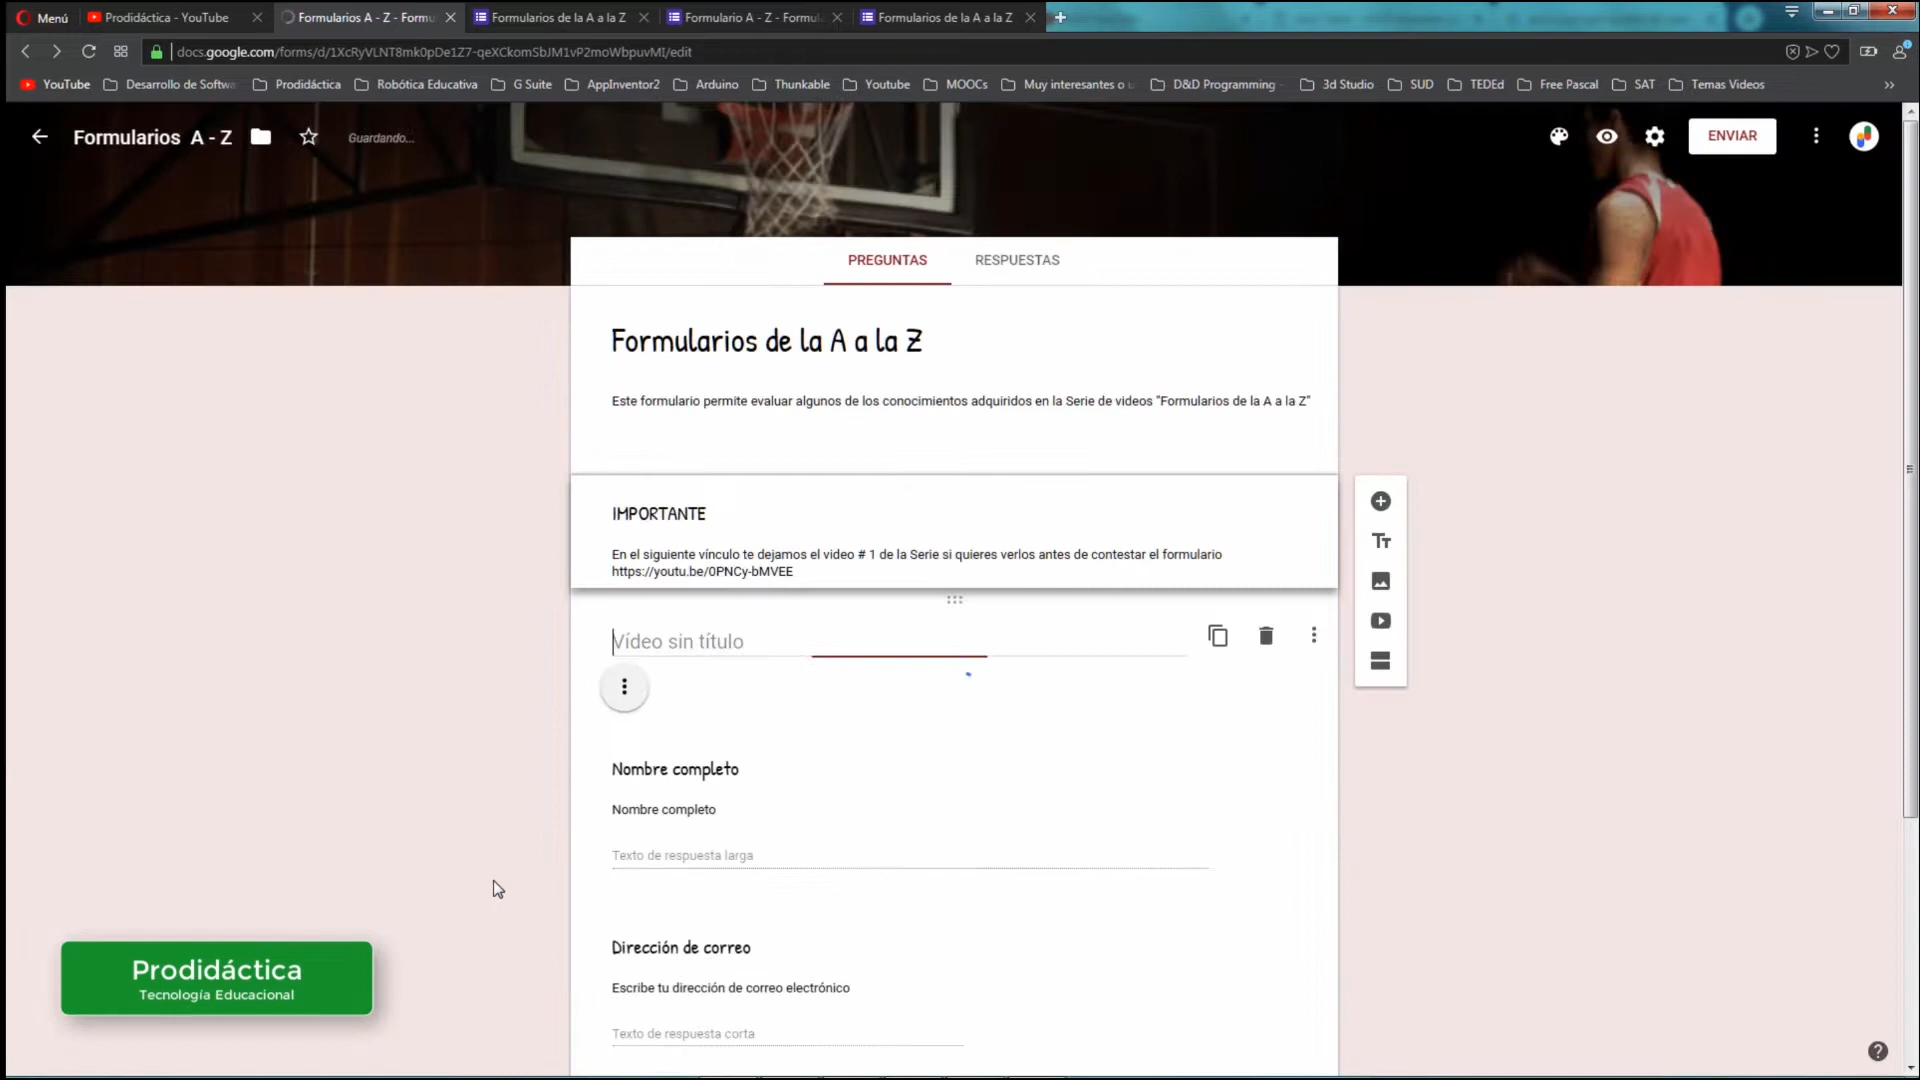 Menú
Prodidáctica - YouTube
Formularios A - Z - Formu
Formularios de la A a la Z
Formulario A - Z - Formul
Formularios de la A a la Z
docs.google.com/forms/d/1XcRyVLNT8mk0pDe1Z7-qeXCkomSbJM1vP2moWbpuvMI/edit
YouTube
Desarrollo de Softwa
Prodidáctica
Robótica Educativa
G Suite
AppInventor2
Arduino
Thunkable
Youtube
MOOCs
Muy interesantes o u
D&D Programming
3d Studio
SUD
TEDEd
Free Pascal
SAT
Temas Videos
Formularios A - Z
Guardando...
ENVIAR
PREGUNTAS
RESPUESTAS
Formularios de la A a la Z
Este formulario permite evaluar algunos de los conocimientos adquiridos en la Serie de videos "Formularios de la A a la Z"
IMPORTANTE
En el siguiente vínculo te dejamos el video # 1 de la Serie si quieres verlos antes de contestar el formulario
https://youtu.be/0PNCy-bMVEE
Tт
Vídeo sin título
Nombre completo
Nombre completo
Texto de respuesta larga
Dirección de correo
Escribe tu dirección de correo electrónico
Texto de respuesta corta
Prodidáctica
Tecnología Educacional